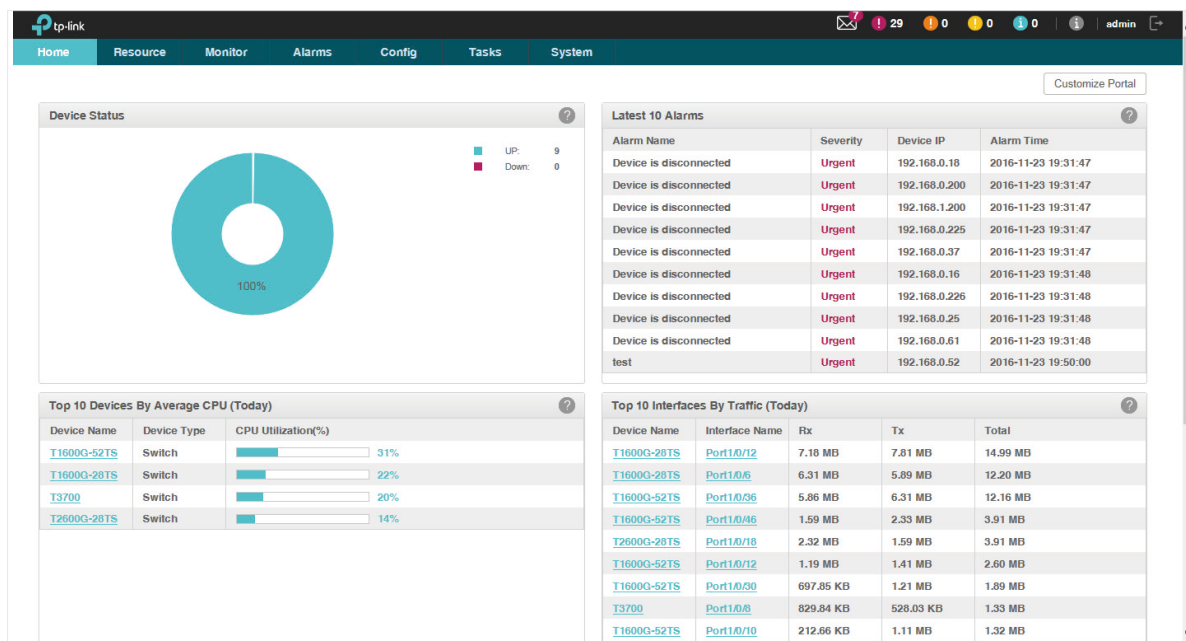 tp-link
7 29 0 0 0 admin
Home Resource Monitor Alarms Config Tasks System
Customize Portal
Device Status
UP: 9
Down: 0
100%
Latest 10 Alarms
Alarm Name Severity Device IP Alarm Time
Device is disconnected Urgent 192.168.0.18 2016-11-23 19:31:47
Device is disconnected Urgent 192.168.0.200 2016-11-23 19:31:47
Device is disconnected Urgent 192.168.1.200 2016-11-23 19:31:47
Device is disconnected Urgent 192.168.0.225 2016-11-23 19:31:47
Device is disconnected Urgent 192.168.0.37 2016-11-23 19:31:47
Device is disconnected Urgent 192.168.0.16 2016-11-23 19:31:48
Device is disconnected Urgent 192.168.0.226 2016-11-23 19:31:48
Device is disconnected Urgent 192.168.0.25 2016-11-23 19:31:48
Device is disconnected Urgent 192.168.0.61 2016-11-23 19:31:48
test Urgent 192.168.0.52 2016-11-23 19:50:00
Top 10 Devices By Average CPU (Today)
Device Name Device Type CPU Utilization(%)
T1600G-52TS Switch 31%
T1600G-28TS Switch 22%
T3700 Switch 20%
T2600G-28TS Switch 14%
Top 10 Interfaces By Traffic (Today)
Device Name Interface Name Rx Tx Total
T1600G-28TS Port1/0/12 7.18 MB 7.81 MB 14.99 MB
T1600G-28TS Port1/0/6 6.31 MB 5.89 MB 12.20 MB
T1600G-52TS Port1/0/36 5.86 MB 6.31 MB 12.16 MB
T1600G-52TS Port1/0/46 1.59 MB 2.33 MB 3.91 MB
T2600G-28TS Port1/0/18 2.32 MB 1.59 MB 3.91 MB
T1600G-52TS Port1/0/12 1.19 MB 1.41 MB 2.60 MB
T1600G-52TS Port1/0/30 697.85 KB 1.21 MB 1.89 MB
T3700 Port1/0/8 829.84 KB 528.03 KB 1.33 MB
T1600G-52TS Port1/0/10 212.66 KB 1.11 MB 1.32 MB